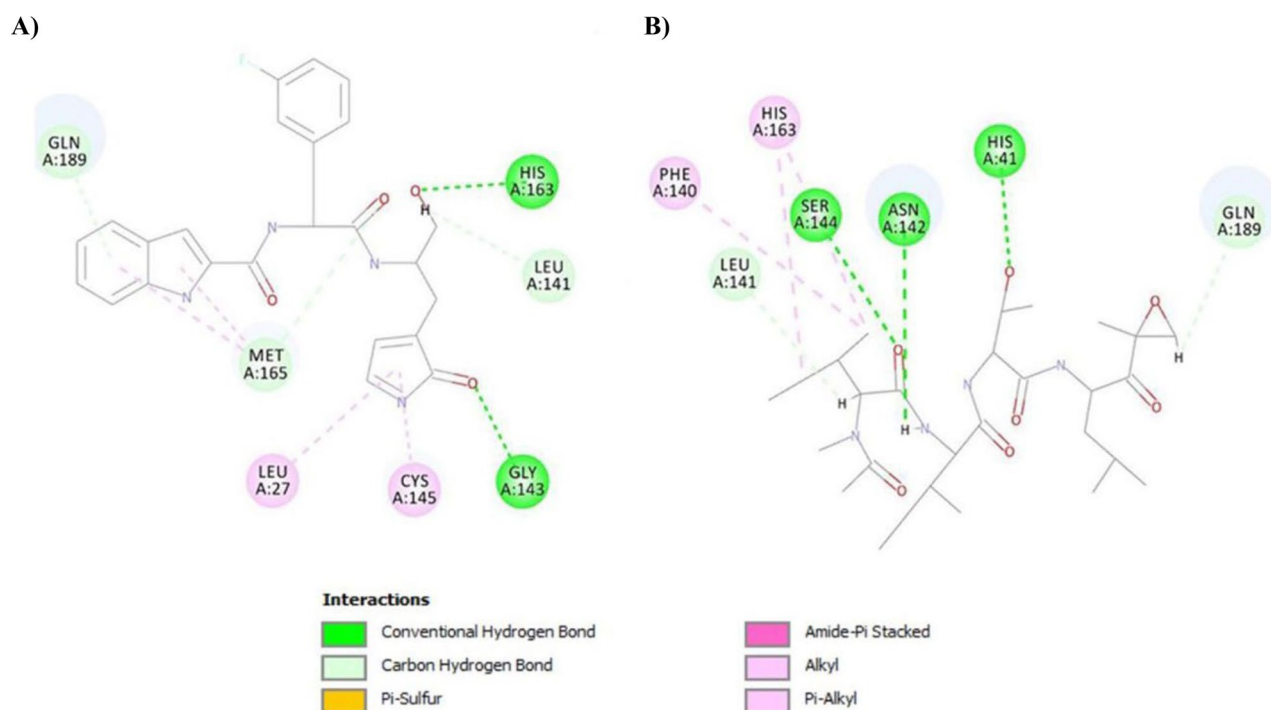 A)
B)
GLN
A:189
HIS
A:163
LEU
A:141
MET
A:165
LEU
A:27
CYS
A:145
GLY
A:143
F
N
O
O
H
N
O
N
N
O
HIS
A:163
PHE
A:140
SER
A:144
ASN
A:142
HIS
A:41
GLN
A:189
LEU
A:141
O
O
O
H
H
N
N
N
N
O
O
O
O
Interactions
Conventional Hydrogen Bond
Carbon Hydrogen Bond
Pi-Sulfur
Amide-Pi Stacked
Alkyl
Pi-Alkyl